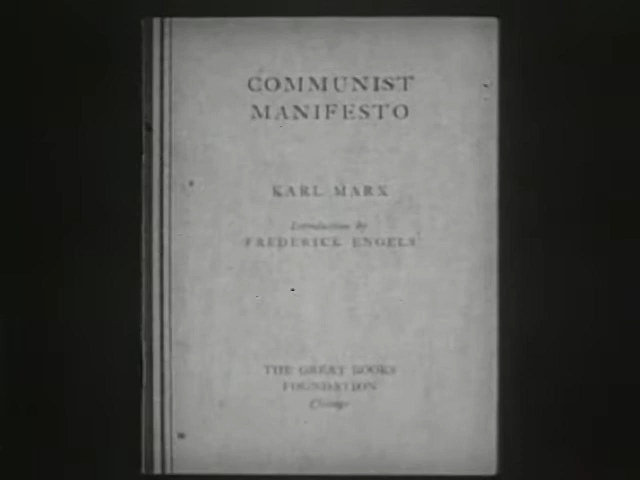 COMMUNIST
MANIFESTO
KARL MARX
Introduction by
FREDERICK ENGELS
THE GREAT BOOKS
FOUNDATION
Chicago